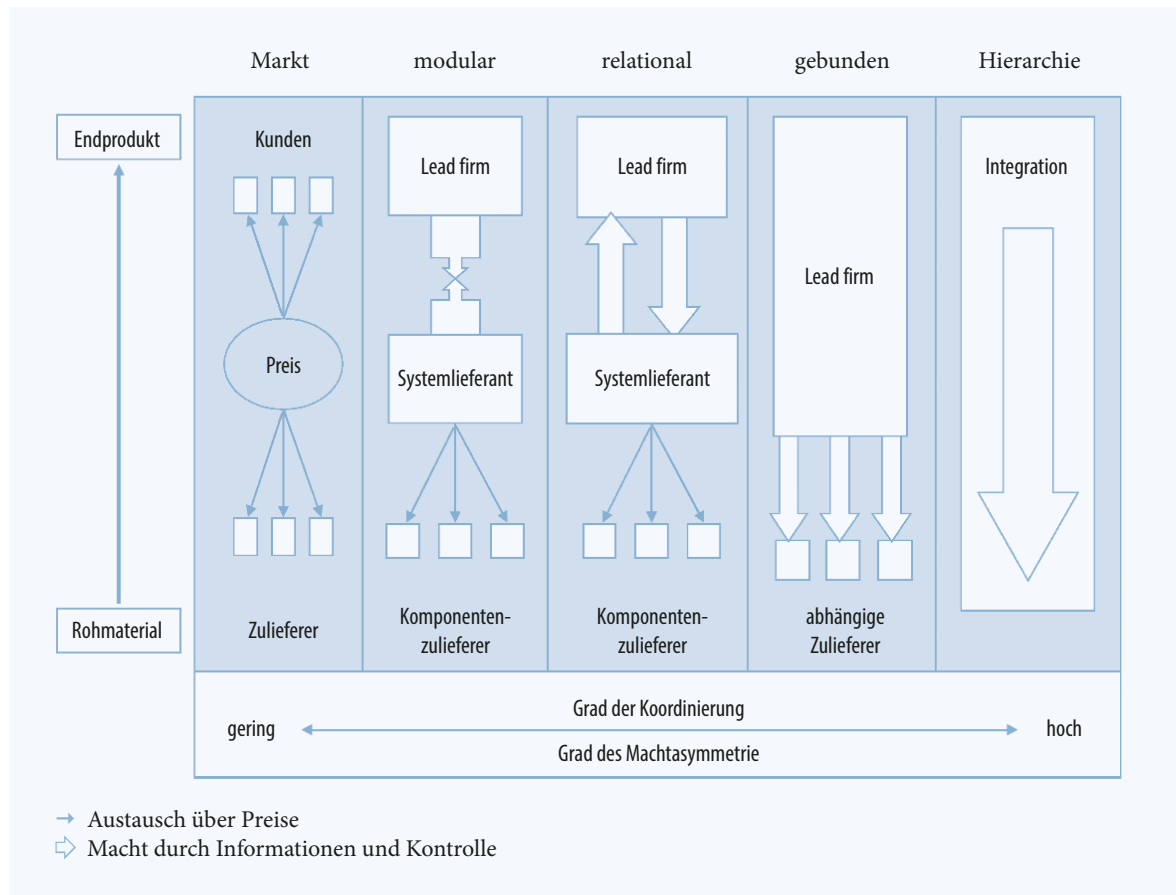 Markt
modular
relational
gebunden
Hierarchie
Endprodukt
Rohmaterial
Kunden
Preis
Zulieferer
Lead firm
Systemlieferant
Komponenten-
zulieferer
Lead firm
Systemlieferant
Komponenten-
zulieferer
Lead firm
abhängige
Zulieferer
Integration
Grad der Koordinierung
gering
hoch
Grad des Machtasymmetrie
Austausch über Preise
Macht durch Informationen und Kontrolle